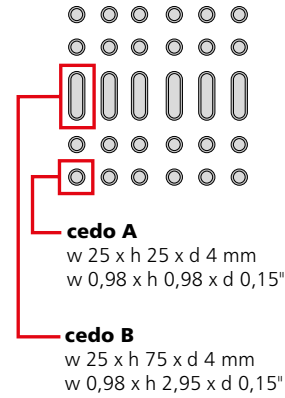 cedo A
w 25 x h 25 x d 4 mm
w 0,98 x h 0,98 x d 0,15"
cedo B
w 25 x h 75 x d 4 mm
w 0,98 x h 2,95 x d 0,15"